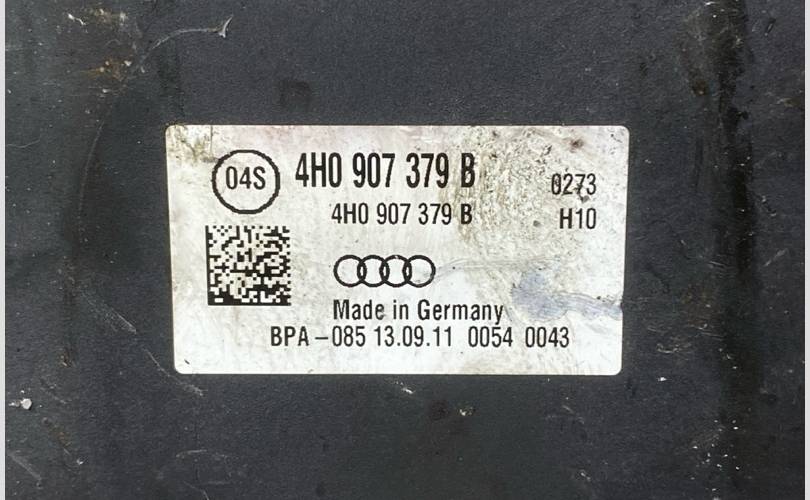 04S 4H0 907 379 B 0273
4H0 907 379 B H10
Made in Germany
BPA-085 13.09.11 0054 0043